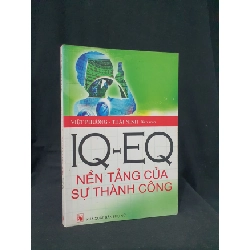 IQ-EQ
NỀN TẢNG CỦA
SỰ THÀNH CÔNG